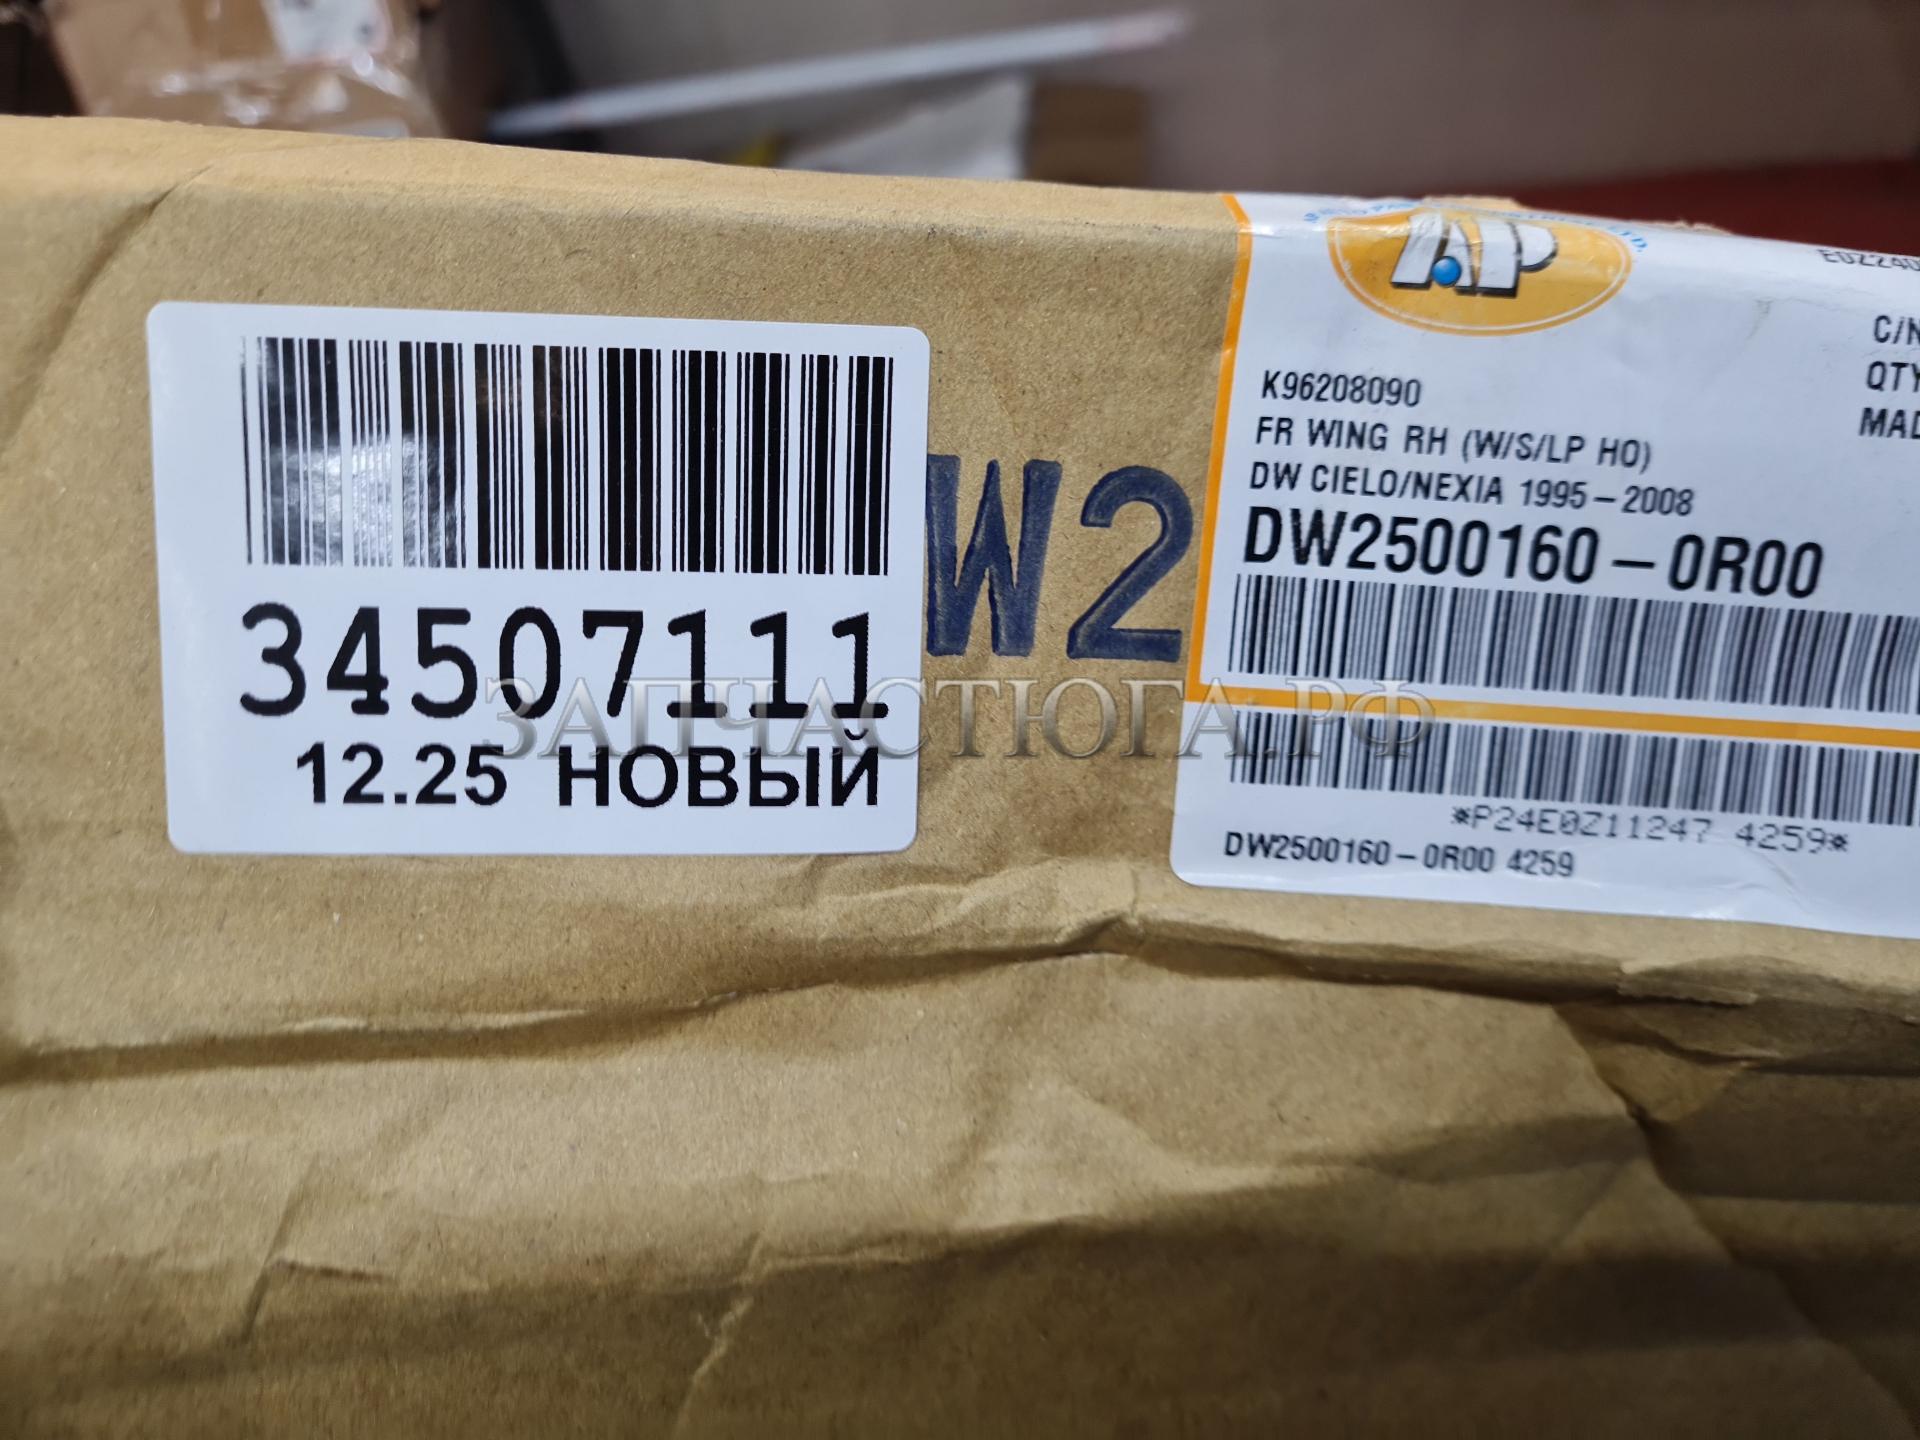 34507111
12.25 НОВЫЙ
W2
AP
K96208090
FR WING RH (W/S/LP HO)
DW CIELO/NEXIA 1995-2008
DW2500160-0R00
*P24E0Z11247 4259*
DW2500160-0R00 4259
C/N
QTY
ЗАПЧАСТЮГА.РФ